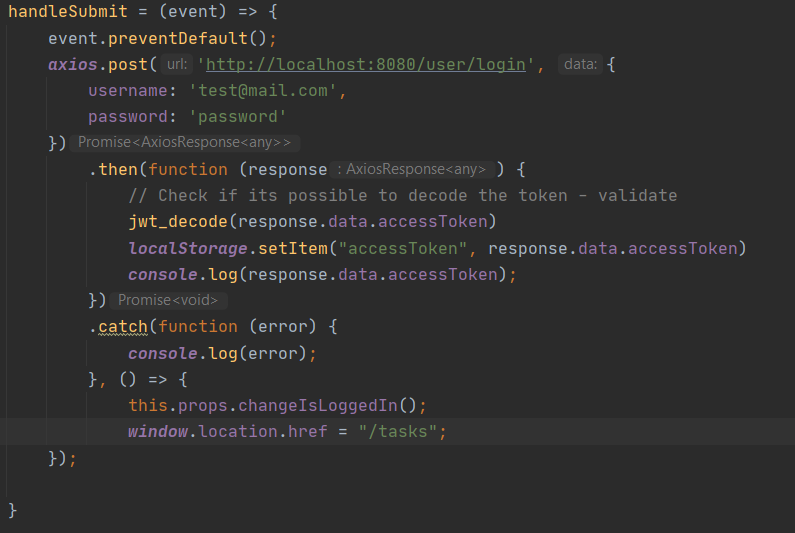 handleSubmit = (event) => {
    event.preventDefault();
    axios.post( url: 'http://localhost:8080/user/login', data: {
        username: 'test@mail.com',
        password: 'password'
    }) Promise<AxiosResponse<any>>
        .then(function (response : AxiosResponse<any> ) {
            // Check if its possible to decode the token - validate
            jwt_decode(response.data.accessToken)
            localStorage.setItem("accessToken", response.data.accessToken)
            console.log(response.data.accessToken);
        }) Promise<void>
        .catch(function (error) {
            console.log(error);
        }, () => {
            this.props.changeIsLoggedIn();
            window.location.href = "/tasks";
    });
}